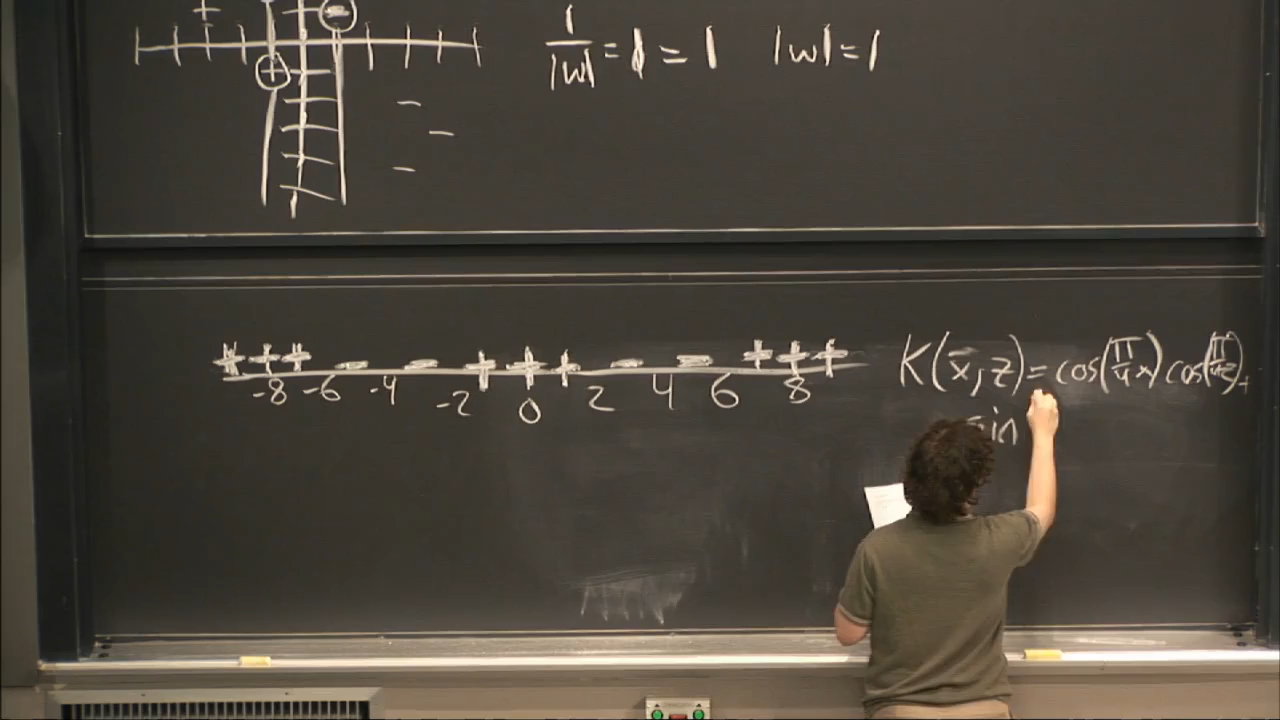 1/|w| = 1 = 1 |w| = 1
-8 -6 -4 -2 0 2 4 6 8
K(x̄, z) = cos(π/4 x) cos(π/4 z) +
sin